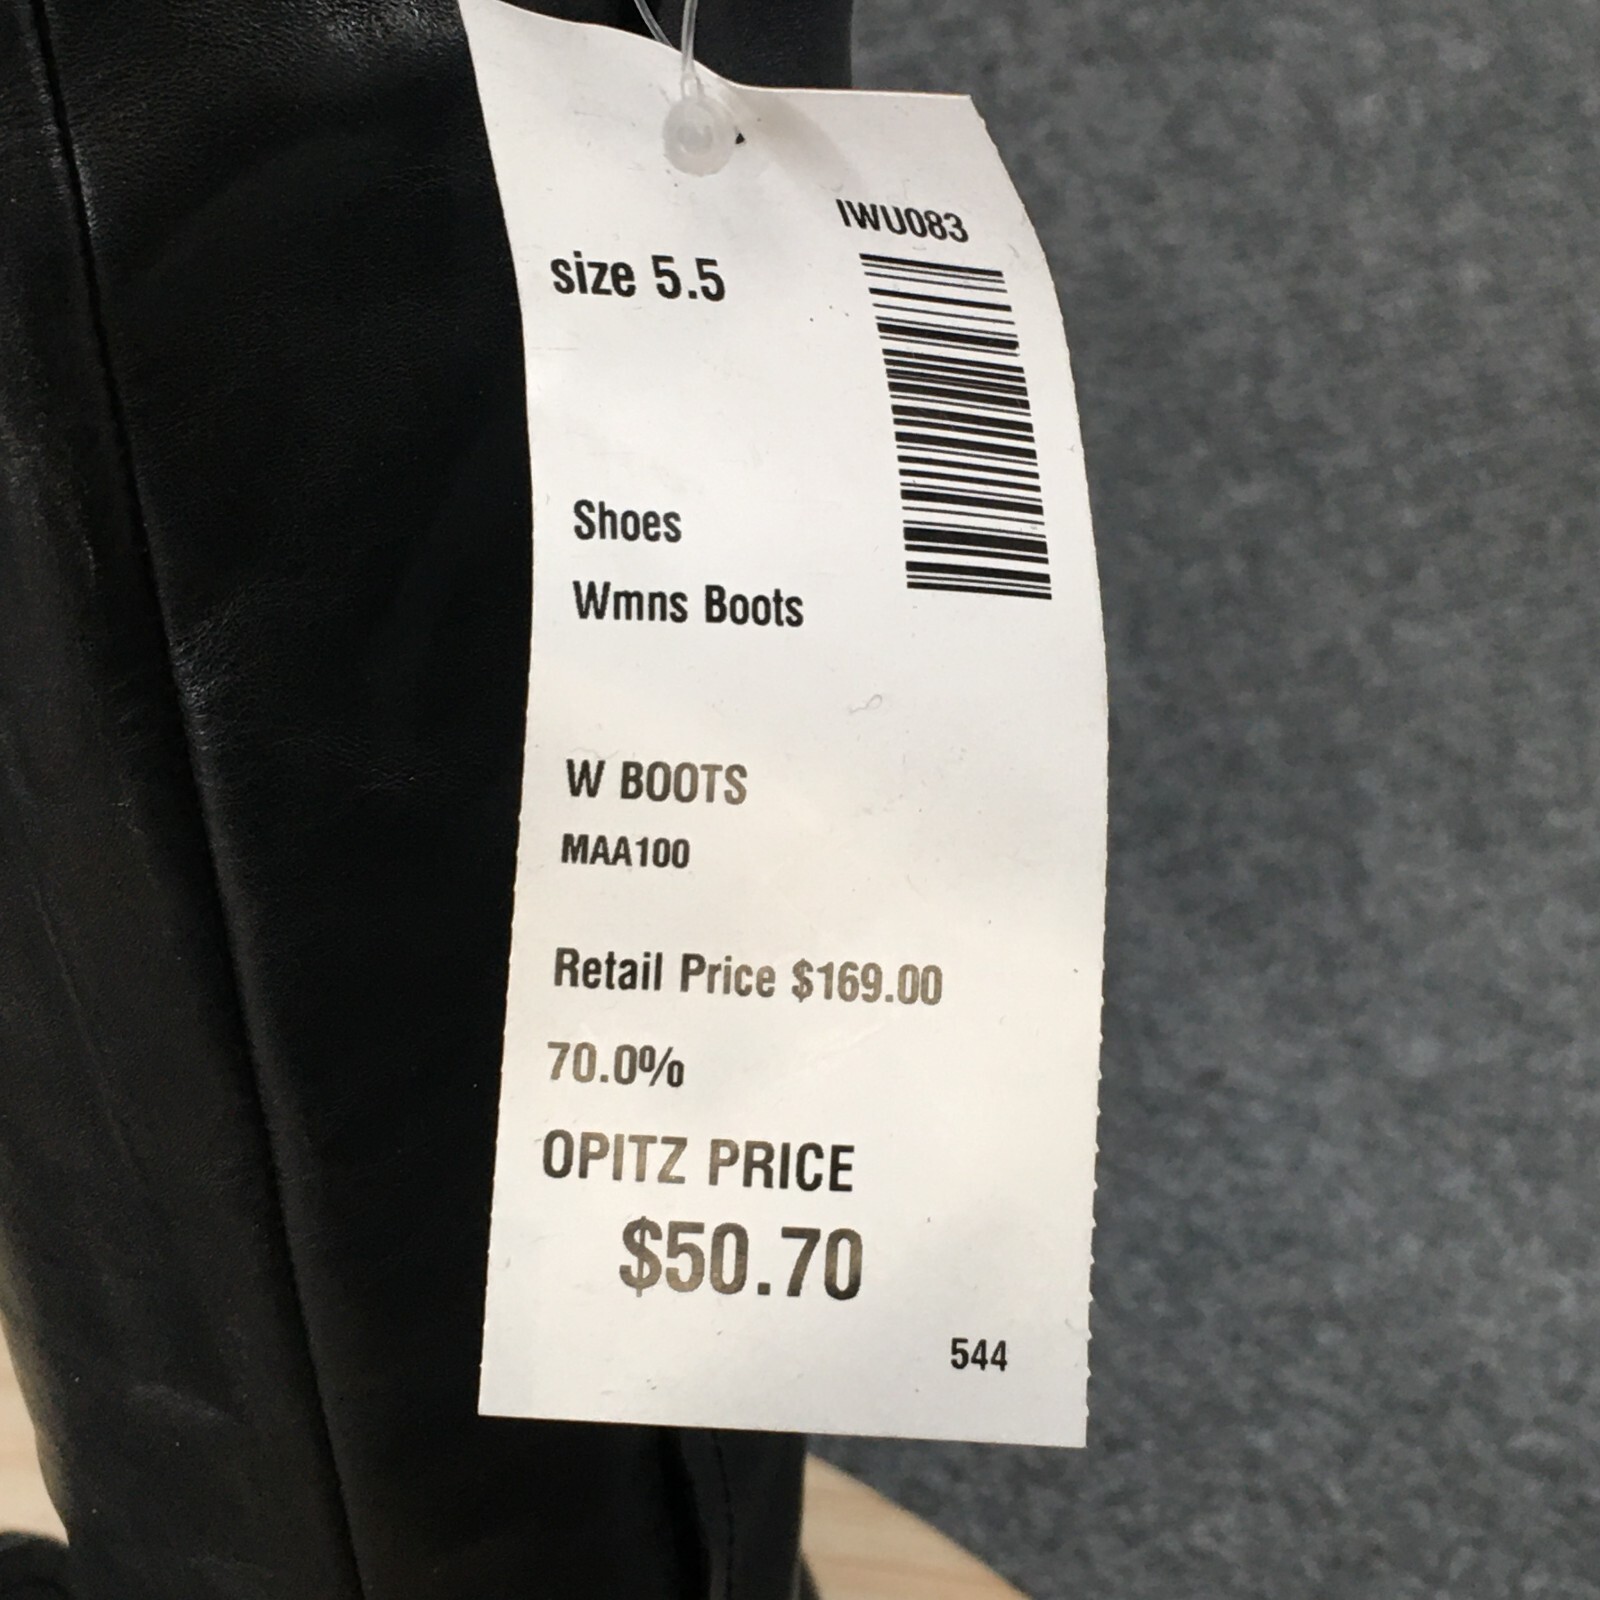 IWU083
size 5.5
Shoes
Wmns Boots
W BOOTS
MAA100
Retail Price $169.00
70.0%
OPITZ PRICE
$50.70
544